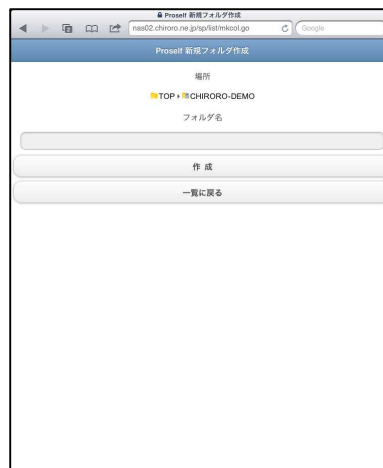 Proself 新規フォルダ作成
nas02.chiroro.ne.jp/sp/list/mkcol.go
Google
Proself 新規フォルダ作成
場所
TOP CHIRORO-DEMO
フォルダ名
作 成
一覧に戻る